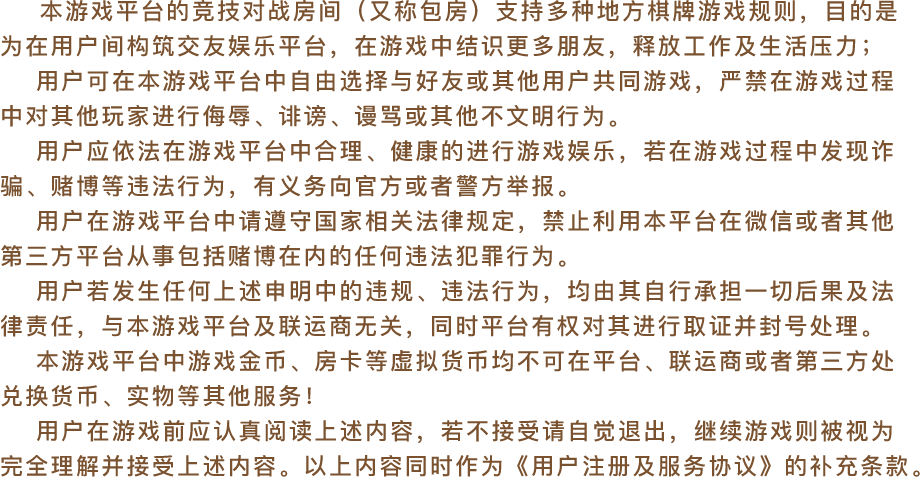 本游戏平台的竞技对战房间（又称包房）支持多种地方棋牌游戏规则，目的是
为在用户间构筑交友娱乐平台，在游戏中结识更多朋友，释放工作及生活压力；
用户可在本游戏平台中自由选择与好友或其他用户共同游戏，严禁在游戏过程
中对其他玩家进行侮辱、诽谤、谩骂或其他不文明行为。
用户应依法在游戏平台中合理、健康的进行游戏娱乐，若在游戏过程中发现诈
骗、赌博等违法行为，有义务向官方或者警方举报。
用户在游戏平台中请遵守国家相关法律规定，禁止利用本平台在微信或者其他
第三方平台从事包括赌博在内的任何违法犯罪行为。
用户若发生任何上述申明中的违规、违法行为，均由其自行承担一切后果及法
律责任，与本游戏平台及联运商无关，同时平台有权对其进行取证并封号处理。
本游戏平台中游戏金币、房卡等虚拟货币均不可在平台、联运商或者第三方处
兑换货币、实物等其他服务！
用户在游戏前应认真阅读上述内容，若不接受请自觉退出，继续游戏则被视为
完全理解并接受上述内容。以上内容同时作为《用户注册及服务协议》的补充条款。